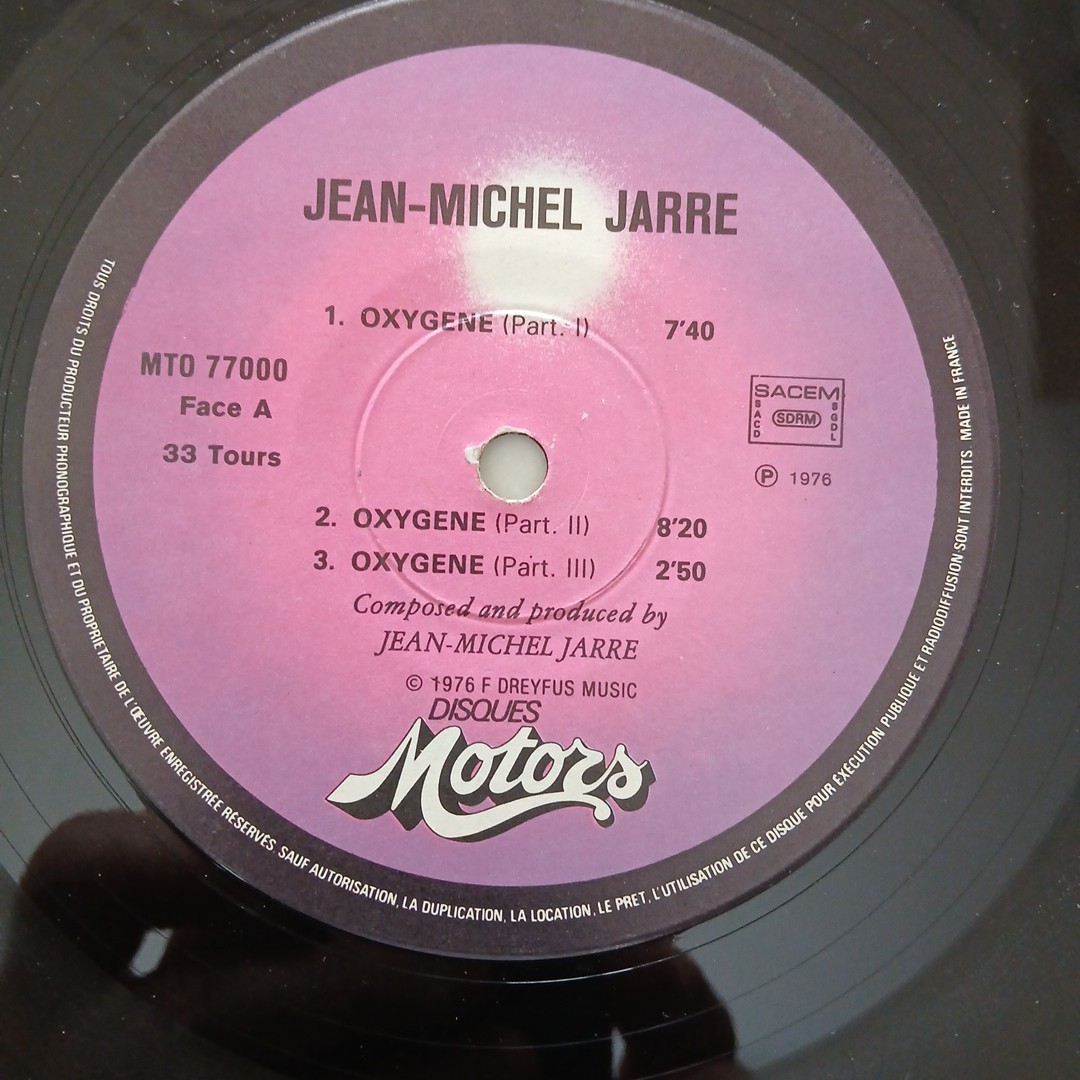 JEAN-MICHEL JARRE
1. OXYGENE (Part. I) 7'40
MTO 77000
Face A
33 Tours
SACEM
SACD
SDRM
SGDL
Ⓟ 1976
2. OXYGENE (Part. II) 8'20
3. OXYGENE (Part. III) 2'50
Composed and produced by
JEAN-MICHEL JARRE
© 1976 F DREYFUS MUSIC
DISQUES
Motors
TOUS DROITS DU PRODUCTEUR PHONOGRAPHIQUE ET DU PROPRIETAIRE DE L'ŒUVRE ENREGISTRÉE RÉSERVÉS SAUF AUTORISATION, LA DUPLICATION, LA LOCATION, LE PRET, L'UTILISATION DE CE DISQUE POUR EXÉCUTION PUBLIQUE ET RADIODIFFUSION SONT INTERDITS MADE IN FRANCE